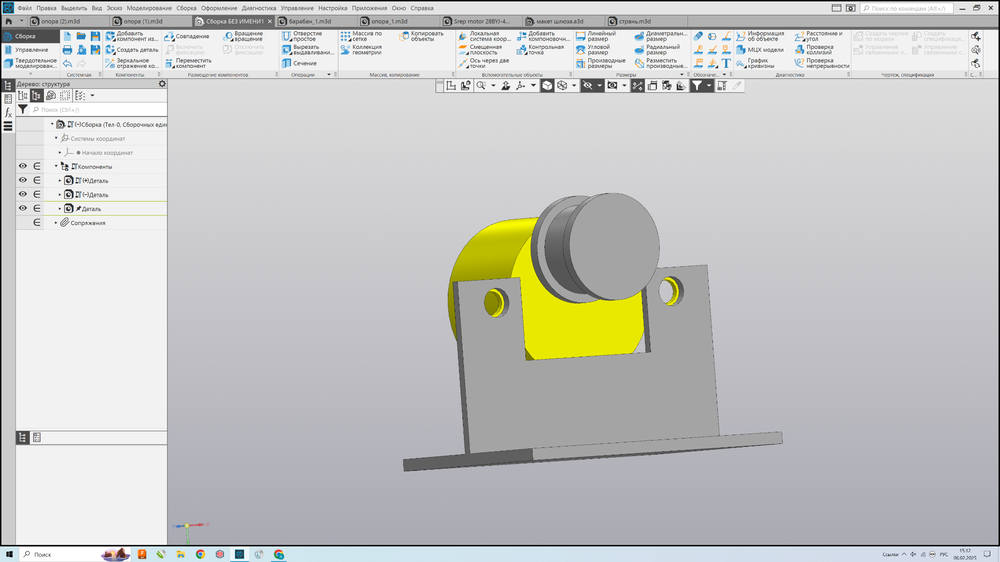 Файл Правка Выделить Вид Эскиз Моделирование Сборка Оформление Диагностика Управление Настройка Приложения Окно Справка
Поиск по командам (Alt+/)
опора (2).m3d
опора (1).m3d
Сборка БЕЗ ИМЕНИ1
барабан_1.m3d
опора_1.m3d
Srep motor 28BYJ-4...
макет шлюза.a3d
странь.m3d
Сборка
Управление
Твердотельное
моделирован...
Системная
Добавить
компонент из...
Создать деталь
Зеркальное
отражение ко...
Компоненты
Совпадение
Включить
фиксацию
Переместить
компонент
Вращение-
вращение
Отключить
фиксацию
Размещение компонентов
Отверстие
простое
Вырезать
выдавливани...
Сечение
Операции
Массив по
сетке
Коллекция
геометрии
Копировать
объекты
Массив, копирование
Локальная
система коор...
Смещенная
плоскость
Ось через две
точки
Добавить
компоновочн...
Контрольная
точка
Вспомогательные объекты
Линейный
размер
Угловой
размер
Производные
размеры
Диаметральн...
размер
Радиальный
размер
Разместить
производные...
Размеры
Обозначе...
Информация
об объекте
МЦХ модели
График
кривизны
Расстояние и
угол
Проверка
коллизий
Проверка
непрерывности
Диагностика
Создать чертеж
по модели
Управление
связанными ч...
Создать
спецификаци...
Управление
связанными с...
Чертеж, спецификация
С...
Дерево: структура
Поиск (Ctrl+/)
(−)Сборка (Тел-0, Сборочных един
Системы координат
Начало координат
Компоненты
(+)Деталь
(−)Деталь
Деталь
Сопряжения
Z X
Поиск
Ссылки
РУС
15:12
06.02.2025